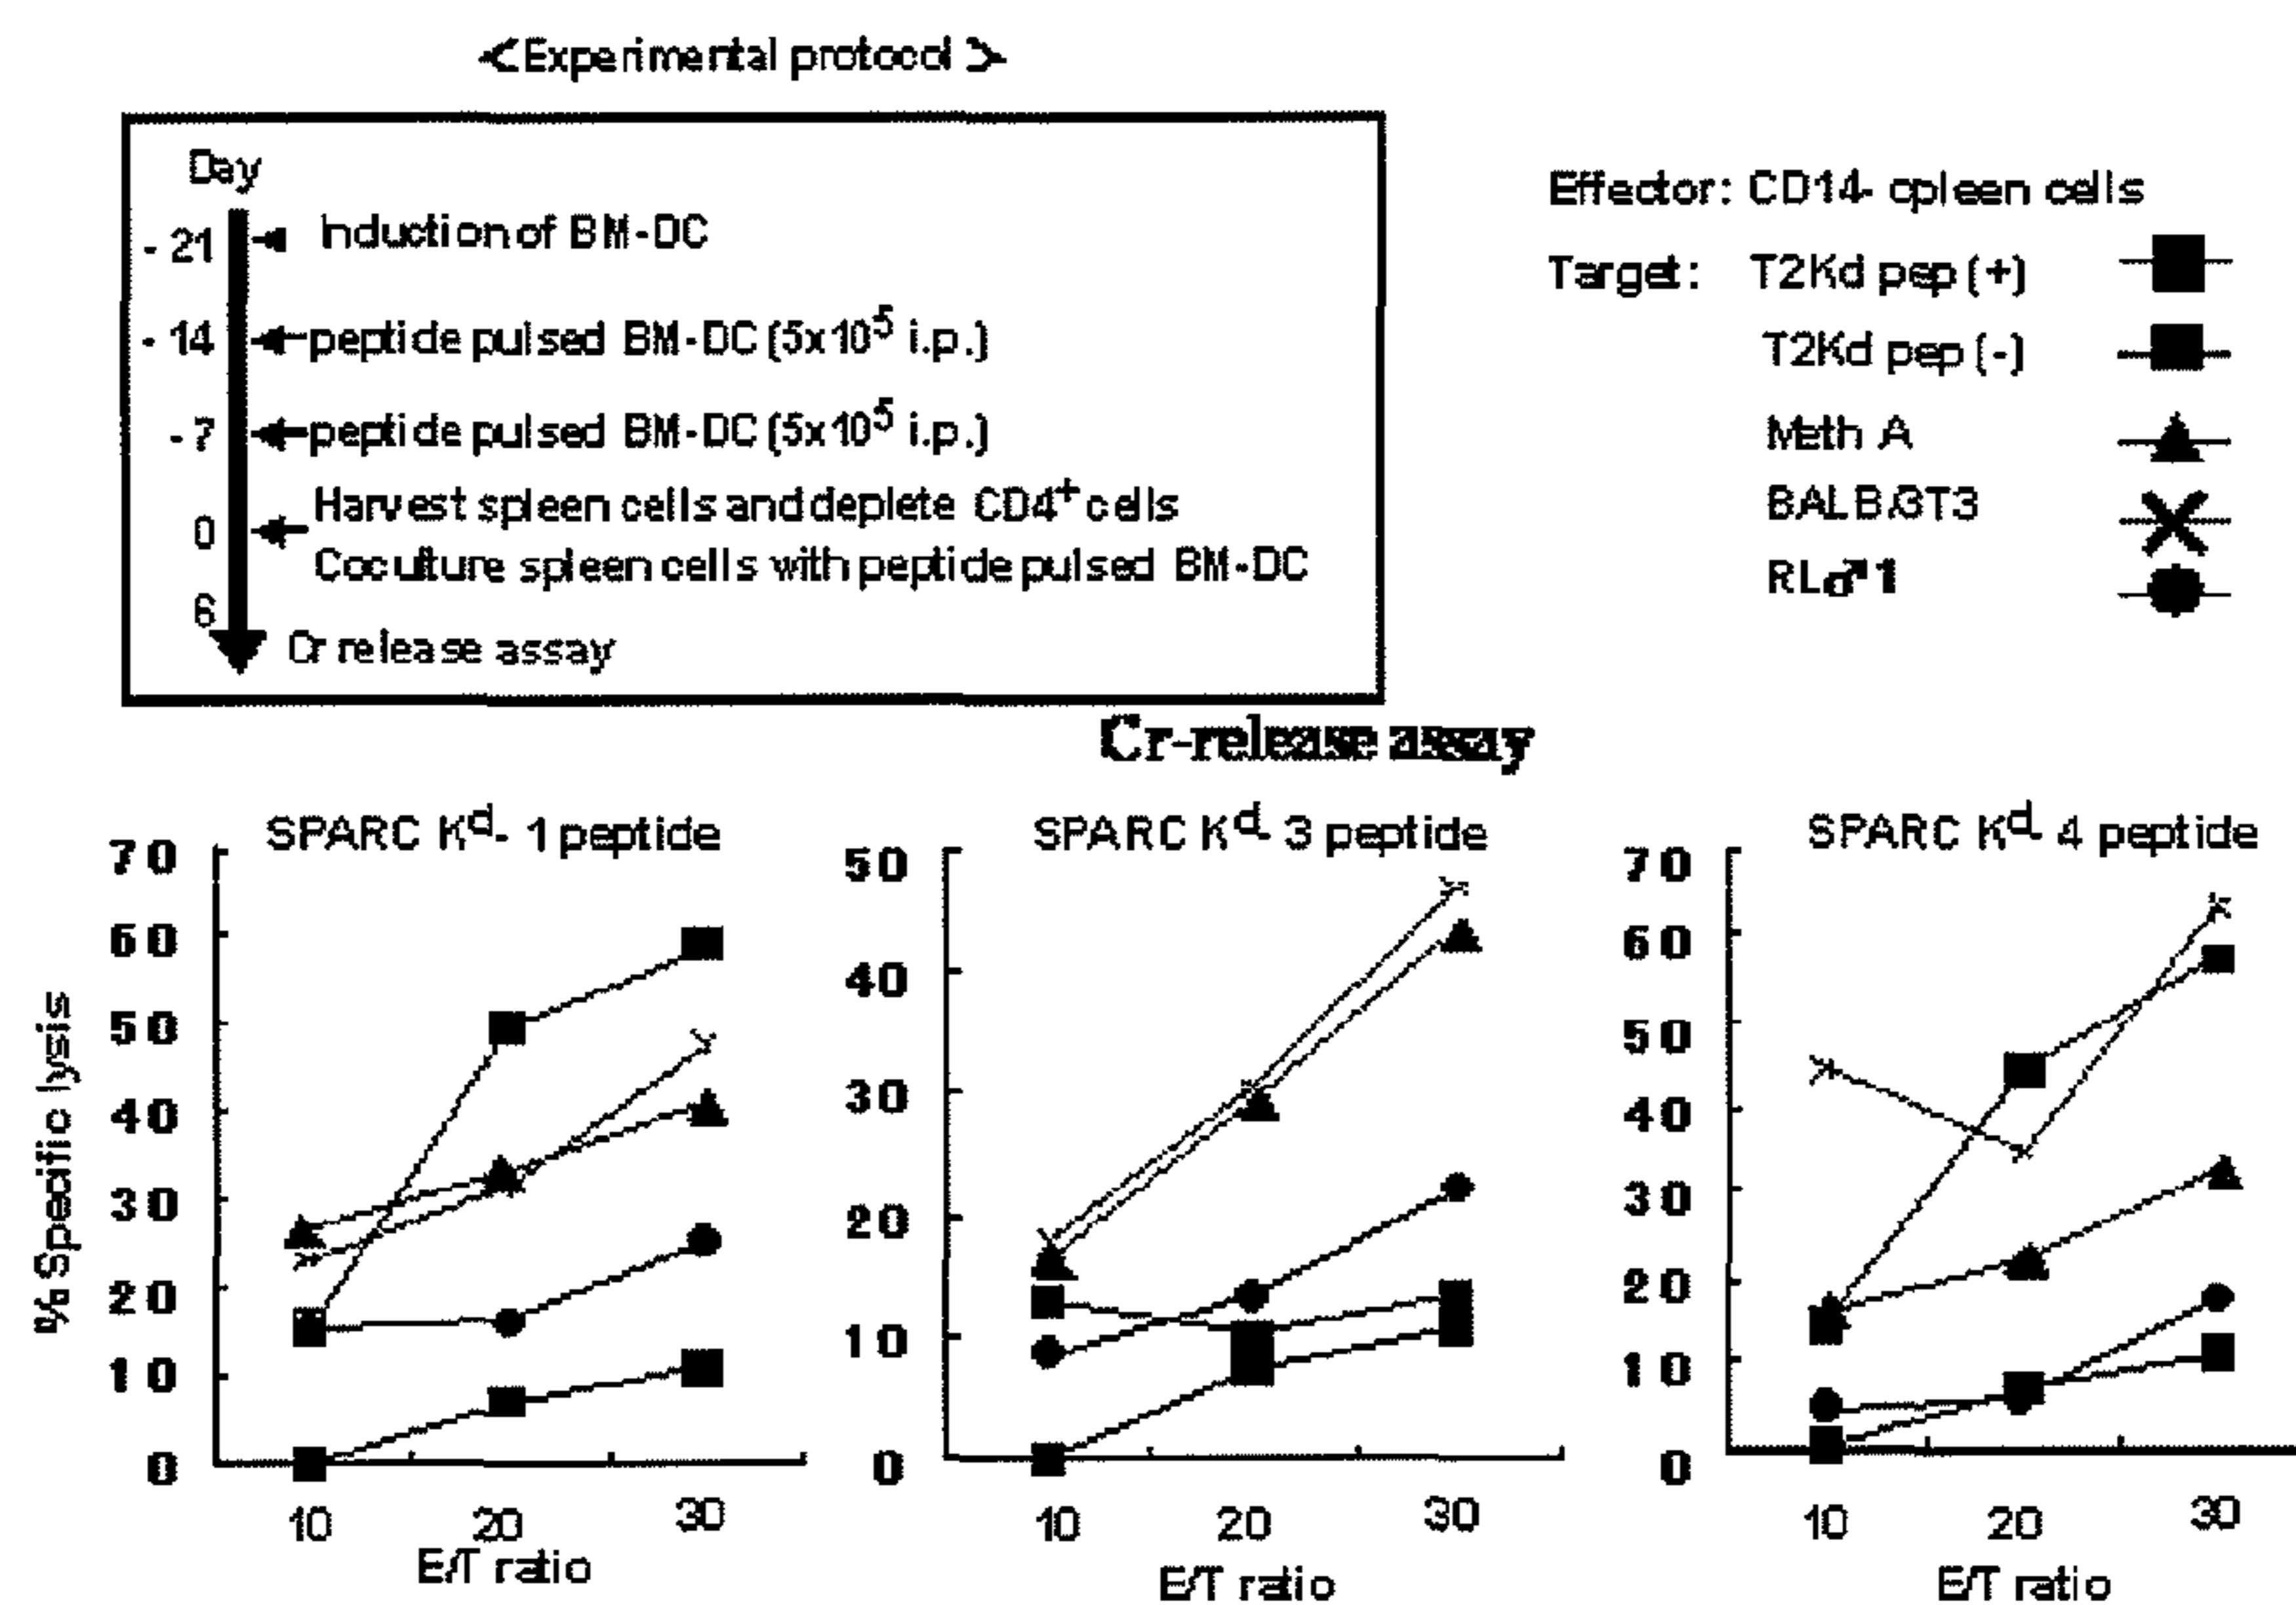 <Experimental protocol>
Day
- 21 Induction of BM-DC
- 14 peptide pulsed BM-DC (5x10⁵ i.p.)
- 7 peptide pulsed BM-DC (5x10⁵ i.p.)
0 Harvest spleen cells and deplete CD4⁺ cells
Coculture spleen cells with peptide pulsed BM-DC
6
Cr release assay
Effector: CD14- cpleen cells
Target: T2Kd pep (+)
T2Kd pep (-)
Meth A
BALB/3T3
RL♂1
Cr-release assay
SPARC Kᵈ- 1 peptide
% Specific lysis
70
60
50
40
30
20
10
0
10 20 30
E/T ratio
SPARC Kᵈ- 3 peptide
50
40
30
20
10
0
10 20 30
E/T ratio
SPARC Kᵈ- 4 peptide
70
60
50
40
30
20
10
0
10 20 30
E/T ratio